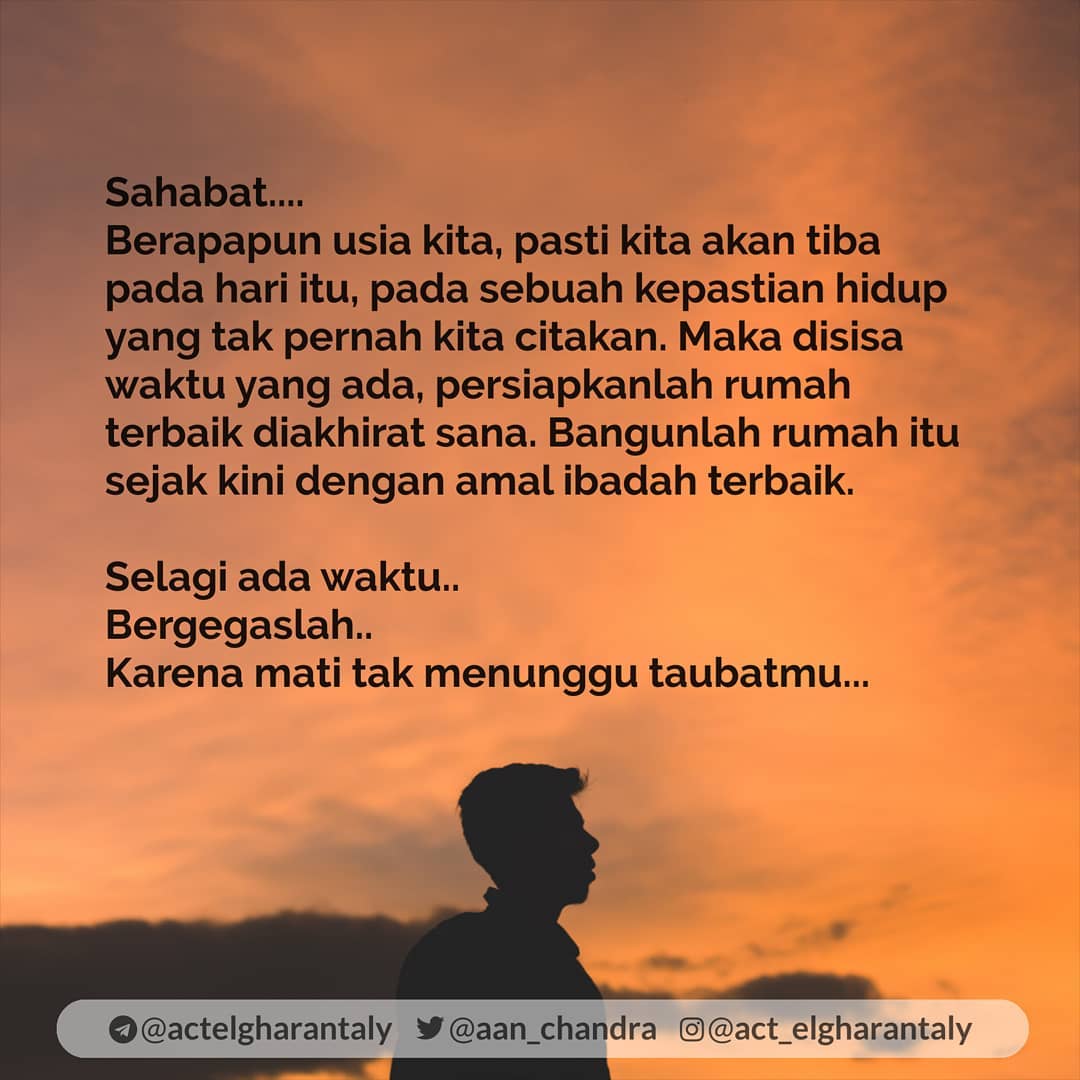 Sahabat....
Berapapun usia kita, pasti kita akan tiba
pada hari itu, pada sebuah kepastian hidup
yang tak pernah kita citakan. Maka disisa
waktu yang ada, persiapkanlah rumah
terbaik diakhirat sana. Bangunlah rumah itu
sejak kini dengan amal ibadah terbaik.
Selagi ada waktu..
Bergegaslah..
Karena mati tak menunggu taubatmu...
@actelgharantaly @aan_chandra @act_elgharantaly